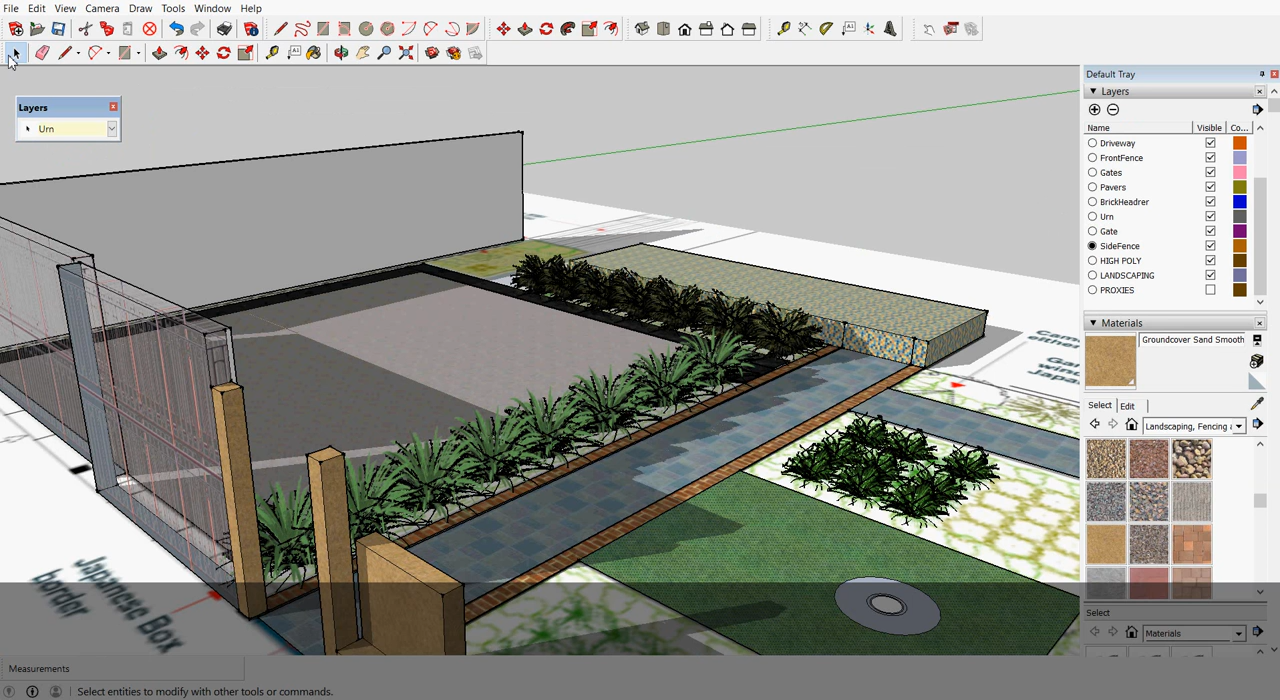 File Edit View Camera Draw Tools Window Help
Default Tray
Layers
Layers
Urn
Name Visible Co...
Driveway
FrontFence
Gates
Pavers
BrickHeadrer
Urn
Gate
SideFence
HIGH POLY
LANDSCAPING
PROXIES
Materials
Groundcover Sand Smooth
Select Edit
Landscaping, Fencing
Select
Materials
Japanese Box
border
Measurements
Select entities to modify with other tools or commands.